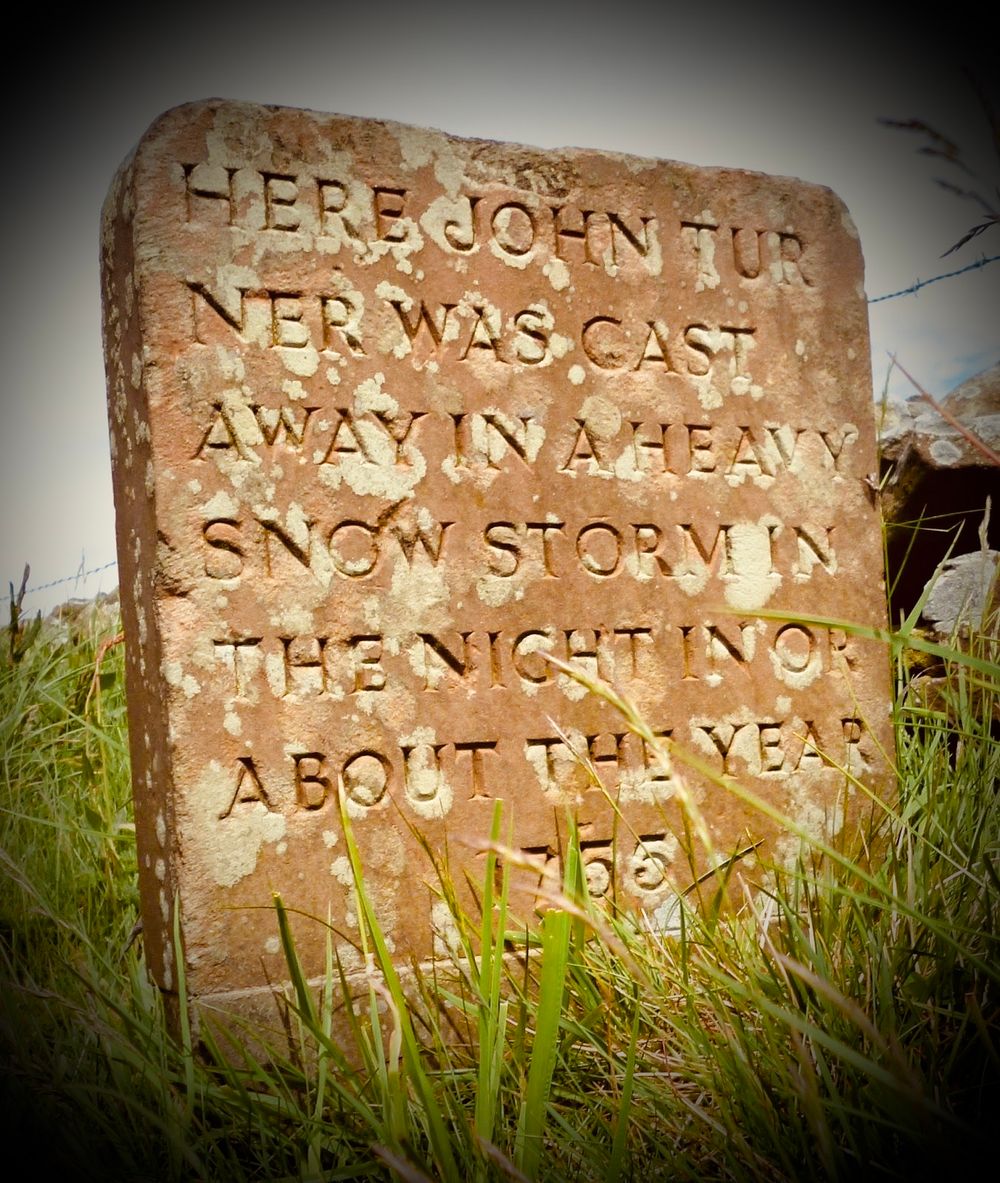 HERE JOHN TUR
NER WAS CAST
AWAY IN A HEAVY
SNOW STORM IN
THE NIGHT IN OR
ABOUT THE YEAR
1755